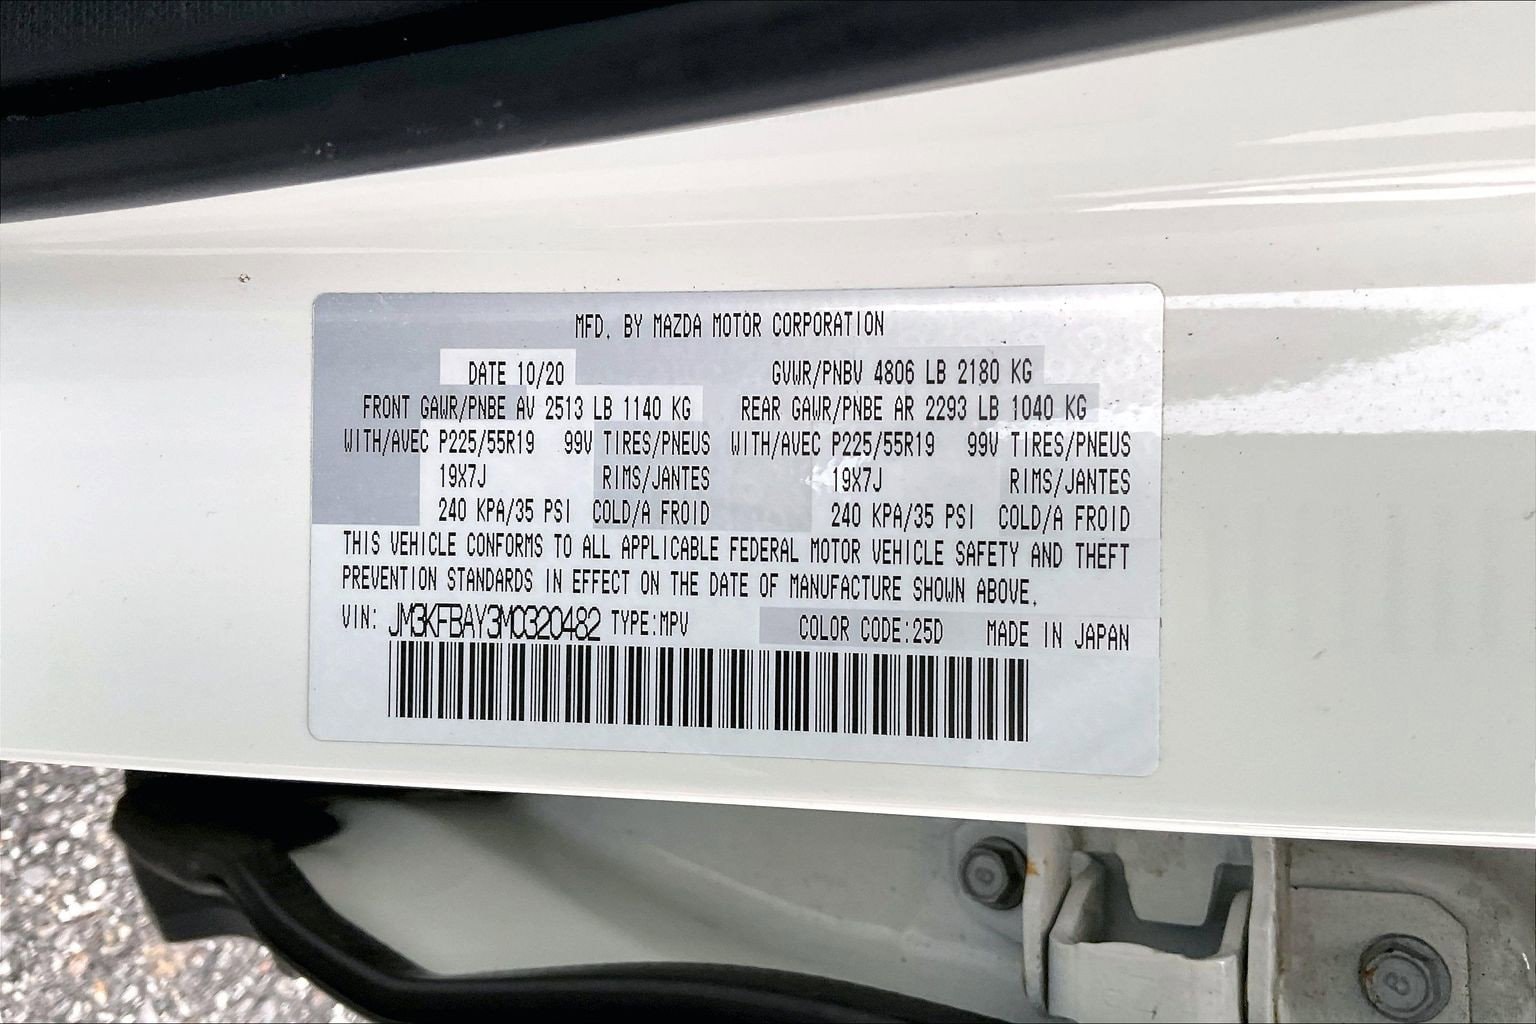 MFD. BY MAZDA MOTOR CORPORATION
DATE 10/20 GVWR/PNBV 4806 LB 2180 KG
FRONT GAWR/PNBE AV 2513 LB 1140 KG REAR GAWR/PNBE AR 2293 LB 1040 KG
WITH/AVEC P225/55R19 99V TIRES/PNEUS WITH/AVEC P225/55R19 99V TIRES/PNEUS
19X7J RIMS/JANTES 19X7J RIMS/JANTES
240 KPA/35 PSI COLD/A FROID 240 KPA/35 PSI COLD/A FROID
THIS VEHICLE CONFORMS TO ALL APPLICABLE FEDERAL MOTOR VEHICLE SAFETY AND THEFT
PREVENTION STANDARDS IN EFFECT ON THE DATE OF MANUFACTURE SHOWN ABOVE.
VIN: JM3KFBAY3M0320482 TYPE:MPV COLOR CODE:25D MADE IN JAPAN
8
8